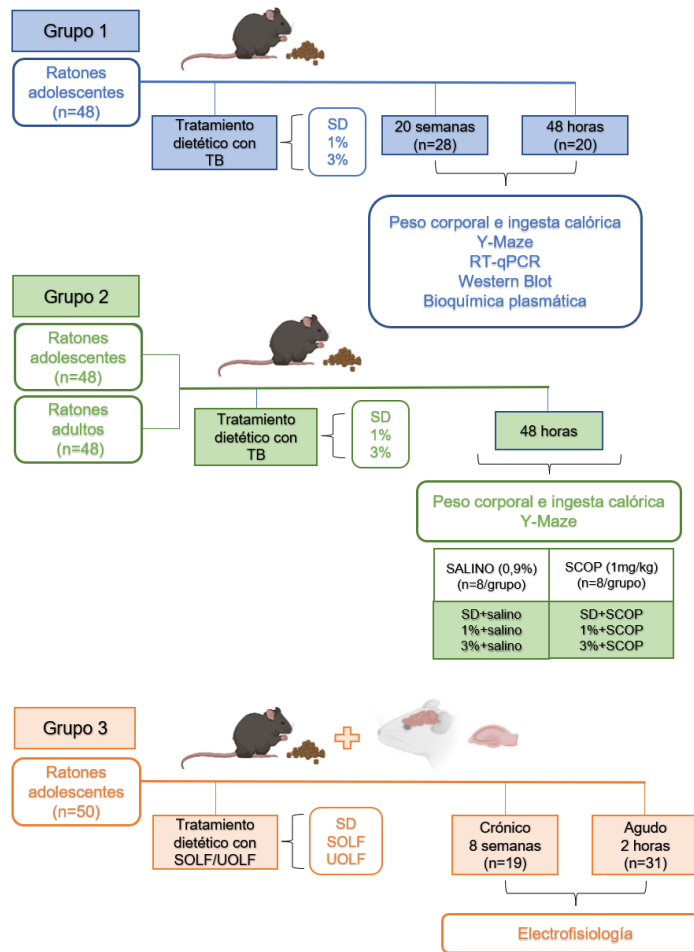 Grupo 1
Ratones
adolescentes
(n=48)
Tratamiento
dietético con
TB
SD
1%
3%
20 semanas
(n=28)
48 horas
(n=20)
Peso corporal e ingesta calórica
Y-Maze
RT-qPCR
Western Blot
Bioquímica plasmática
Grupo 2
Ratones
adolescentes
(n=48)
Ratones
adultos
(n=48)
Tratamiento
dietético con
TB
SD
1%
3%
48 horas
Peso corporal e ingesta calórica
Y-Maze
SALINO (0,9%)
(n=8/grupo)
SCOP (1mg/kg)
(n=8/grupo)
SD+salino
1%+salino
3%+salino
SD+SCOP
1%+SCOP
3%+SCOP
Grupo 3
Ratones
adolescentes
(n=50)
Tratamiento
dietético con
SOLF/UOLF
SD
SOLF
UOLF
Crónico
8 semanas
(n=19)
Agudo
2 horas
(n=31)
Electrofisiología